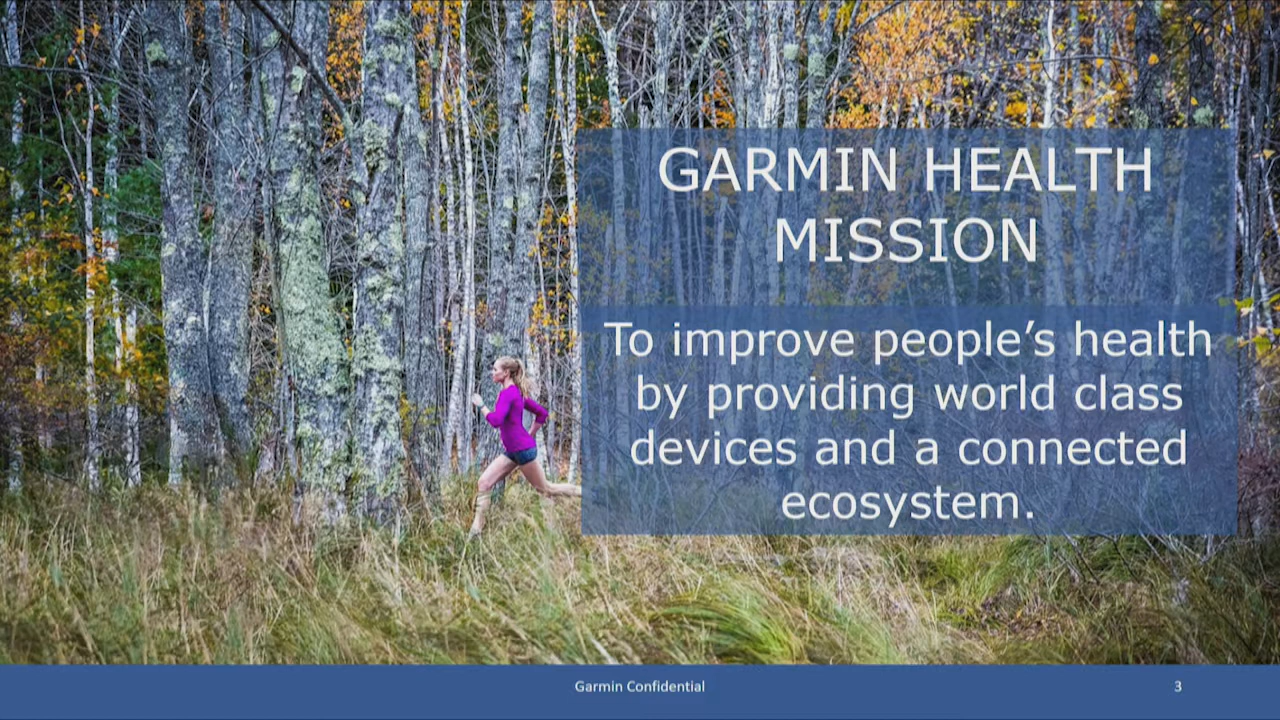 GARMIN HEALTH
MISSION
To improve people’s health
by providing world class
devices and a connected
ecosystem.
Garmin Confidential
3